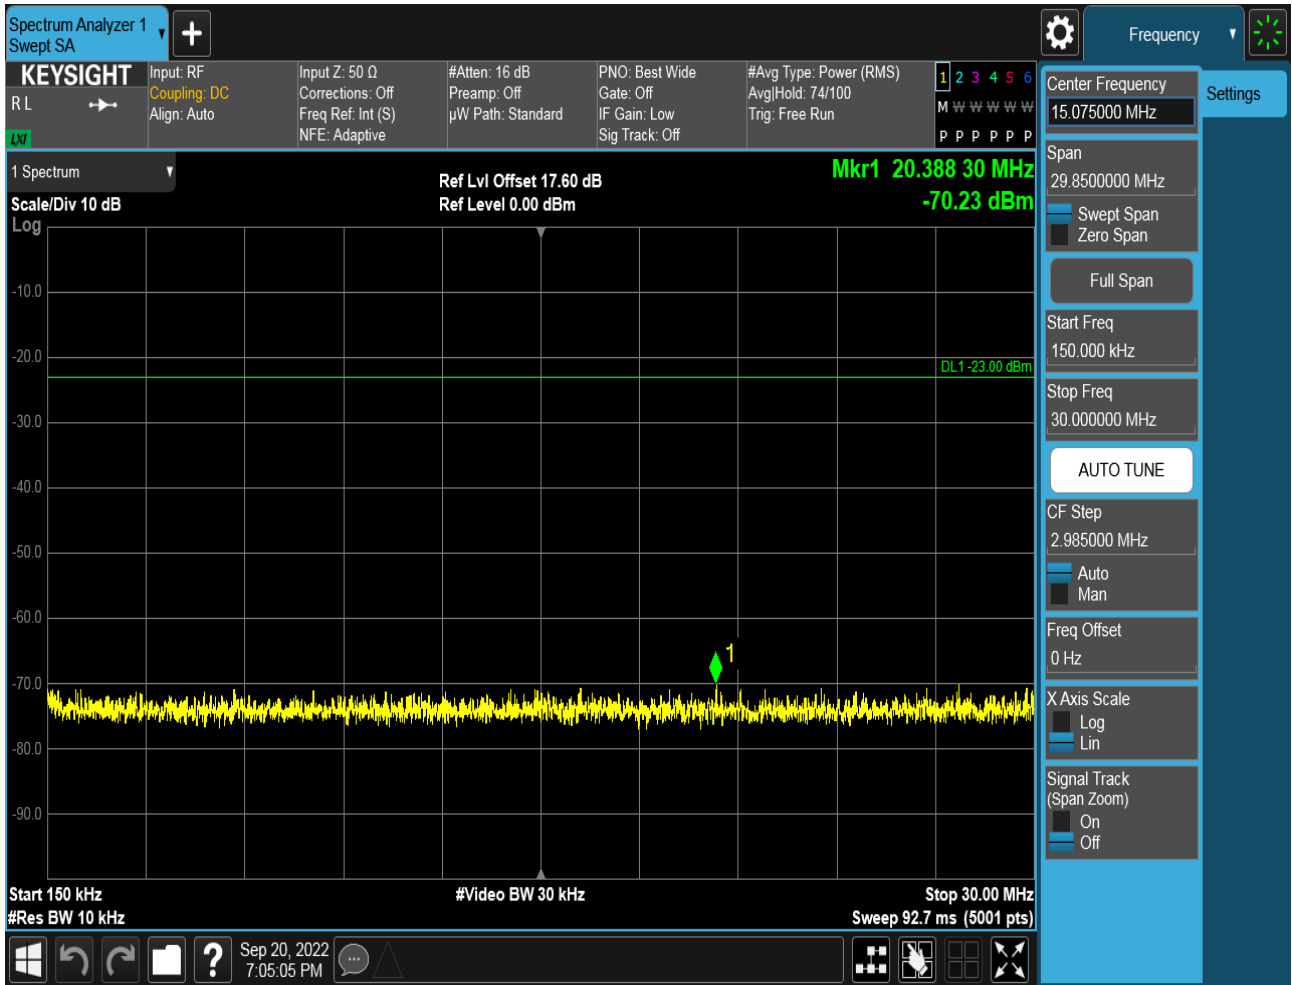 Spectrum Analyzer 1
Swept SA
Frequency
KEYSIGHT
R L
LXI
Input: RF
Coupling: DC
Align: Auto
Input Z: 50 Ω
Corrections: Off
Freq Ref: Int (S)
NFE: Adaptive
#Atten: 16 dB
Preamp: Off
µW Path: Standard
PNO: Best Wide
Gate: Off
IF Gain: Low
Sig Track: Off
#Avg Type: Power (RMS)
Avg|Hold: 74/100
Trig: Free Run
1 2 3 4 5 6
M W W W W W
P P P P P P
1 Spectrum
Scale/Div 10 dB
Log
Ref Lvl Offset 17.60 dB
Ref Level 0.00 dBm
Mkr1 20.388 30 MHz
-70.23 dBm
-10.0
-20.0
DL1 -23.00 dBm
-30.0
-40.0
-50.0
-60.0
1
-70.0
-80.0
-90.0
Start 150 kHz
#Video BW 30 kHz
Stop 30.00 MHz
#Res BW 10 kHz
Sweep 92.7 ms (5001 pts)
?
Sep 20, 2022
7:05:05 PM
Center Frequency
15.075000 MHz
Settings
Span
29.8500000 MHz
Swept Span
Zero Span
Full Span
Start Freq
150.000 kHz
Stop Freq
30.000000 MHz
AUTO TUNE
CF Step
2.985000 MHz
Auto
Man
Freq Offset
0 Hz
X Axis Scale
Log
Lin
Signal Track
(Span Zoom)
On
Off